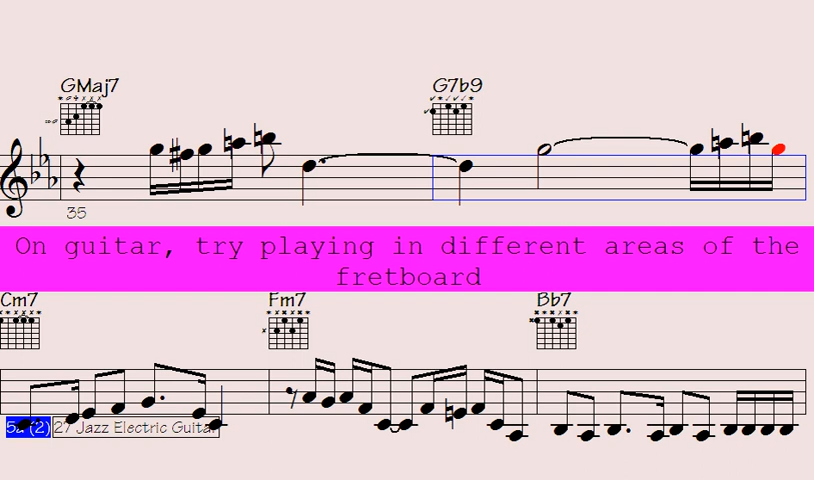 GMaj7 G7b9
35
On guitar, try playing in different areas of the
fretboard
Cm7 Fm7 Bb7
5a (2) 27 Jazz Electric Guitar